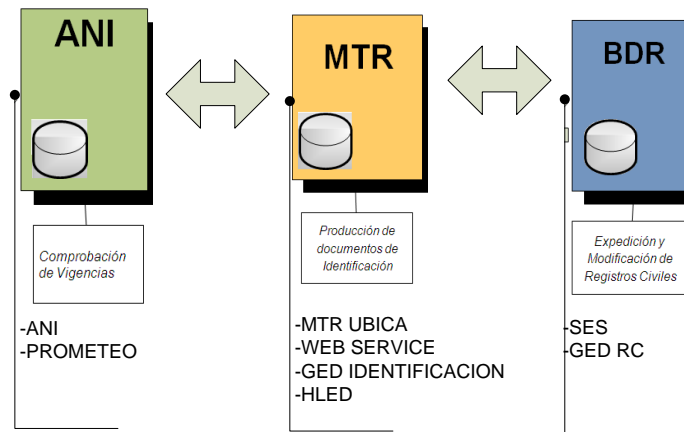 ANI
MTR
BDR
Comprobación
de Vigencias
Producción de
documentos de
Identificación
Expedición y
Modificación de
Registros Civiles
-ANI
-PROMETEO
-MTR UBICA
-WEB SERVICE
-GED IDENTIFICACION
-HLED
-SES
-GED RC